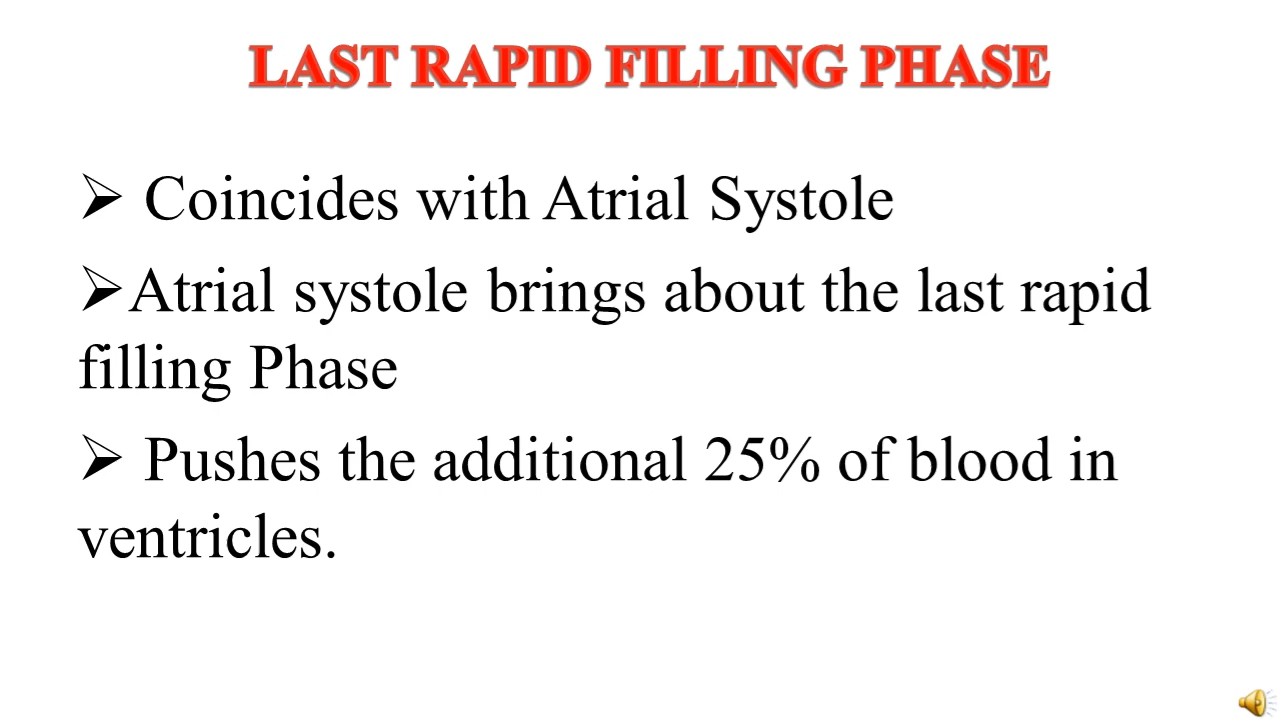 LAST RAPID FILLING PHASE
➢ Coincides with Atrial Systole
➢Atrial systole brings about the last rapid
filling Phase
➢ Pushes the additional 25% of blood in
ventricles.